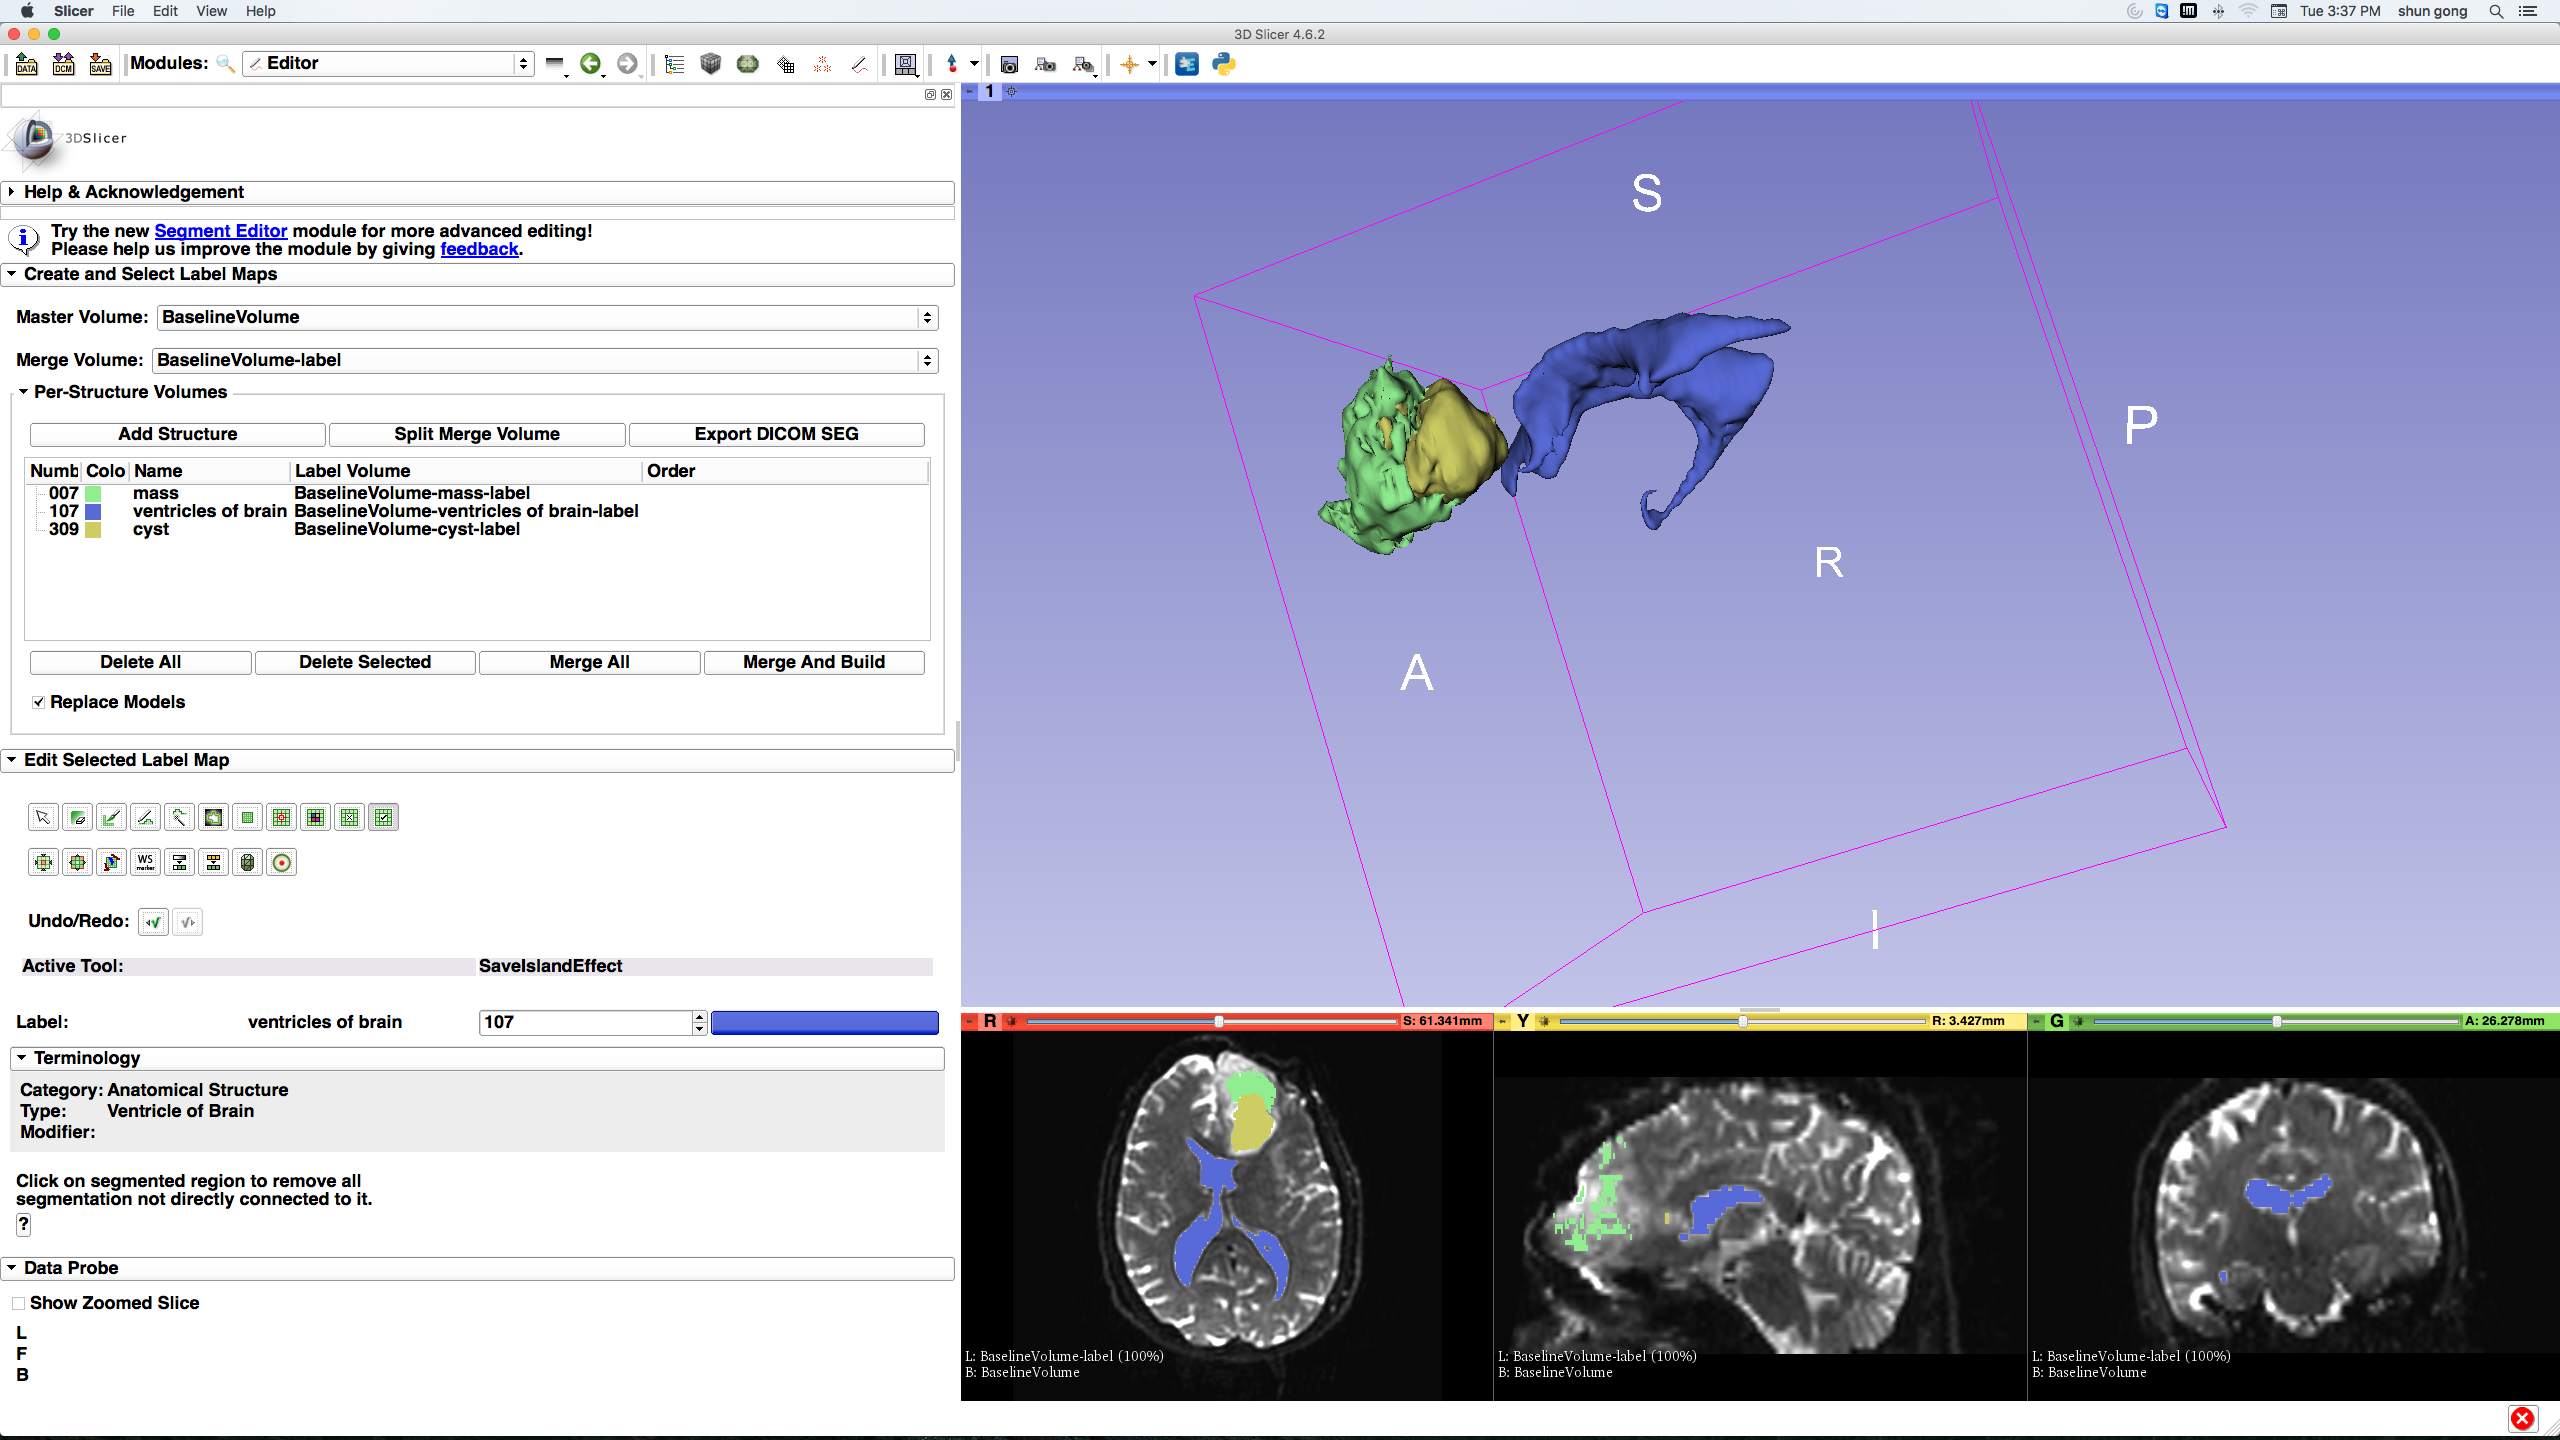 Slicer File Edit View Help
Tue 3:37 PM shun gong
3D Slicer 4.6.2
DATA DCM SAVE Modules: Editor
1
3DSlicer
Help & Acknowledgement
Try the new Segment Editor module for more advanced editing!
Please help us improve the module by giving feedback.
Create and Select Label Maps
Master Volume: BaselineVolume
Merge Volume: BaselineVolume-label
Per-Structure Volumes
Add Structure Split Merge Volume Export DICOM SEG
Numb Colo Name Label Volume Order
007 mass BaselineVolume-mass-label
107 ventricles of brain BaselineVolume-ventricles of brain-label
309 cyst BaselineVolume-cyst-label
Delete All Delete Selected Merge All Merge And Build
Replace Models
Edit Selected Label Map
WS
marker
Undo/Redo:
Active Tool: SaveIslandEffect
Label: ventricles of brain 107
Terminology
Category: Anatomical Structure
Type: Ventricle of Brain
Modifier:
Click on segmented region to remove all
segmentation not directly connected to it.
?
Data Probe
Show Zoomed Slice
L
F
B
S
P
R
A
I
R S: 61.341mm
Y R: 3.427mm
G A: 26.278mm
L: BaselineVolume-label (100%)
B: BaselineVolume
L: BaselineVolume-label (100%)
B: BaselineVolume
L: BaselineVolume-label (100%)
B: BaselineVolume